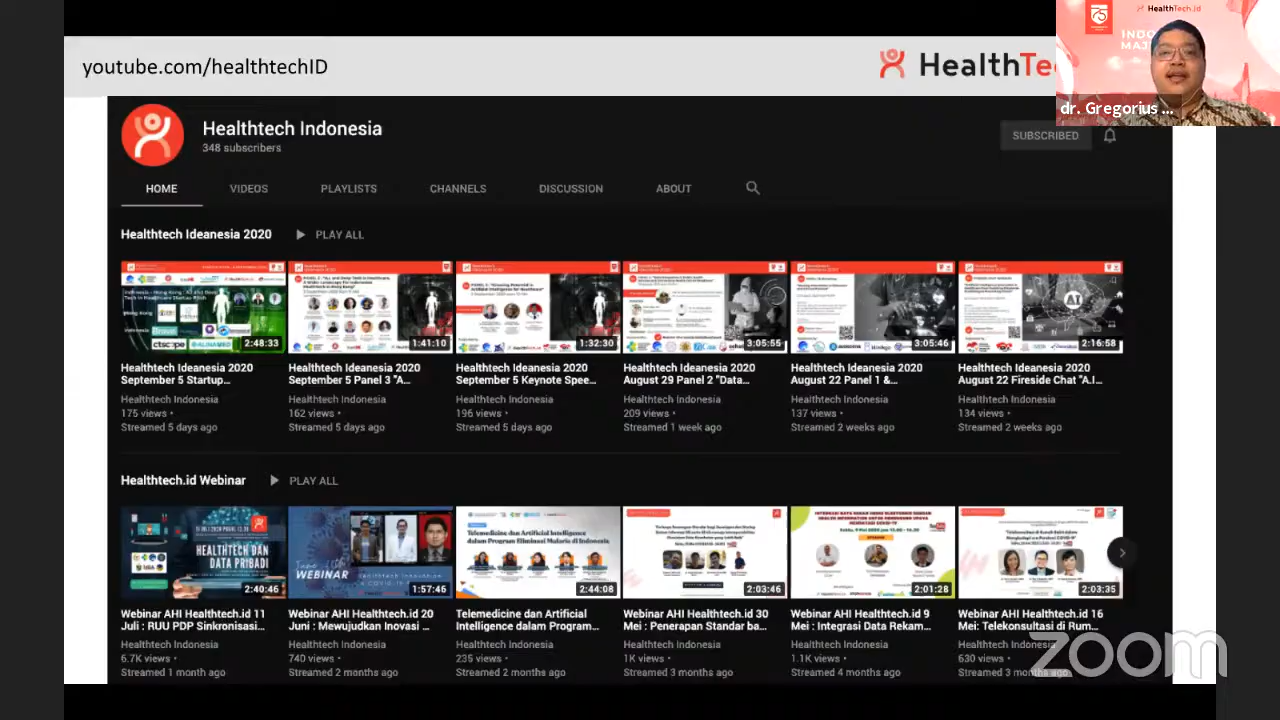 youtube.com/healthtechID
HealthTe
HealthTech.id
INDO
MAJ
dr. Gregorius ...
Healthtech Indonesia
348 subscribers
SUBSCRIBED
HOME VIDEOS PLAYLISTS CHANNELS DISCUSSION ABOUT
Healthtech Ideanesia 2020 PLAY ALL
2:48:33 1:41:10 1:32:30 3:05:55 3:05:46 2:16:58
Healthtech Ideanesia 2020
September 5 Startup...
Healthtech Indonesia
175 views •
Streamed 5 days ago
Healthtech Ideanesia 2020
September 5 Panel 3 "A...
Healthtech Indonesia
162 views •
Streamed 5 days ago
Healthtech Ideanesia 2020
September 5 Keynote Spee...
Healthtech Indonesia
196 views •
Streamed 5 days ago
Healthtech Ideanesia 2020
August 29 Panel 2 "Data...
Healthtech Indonesia
209 views •
Streamed 1 week ago
Healthtech Ideanesia 2020
August 22 Panel 1 &...
Healthtech Indonesia
137 views •
Streamed 2 weeks ago
Healthtech Ideanesia 2020
August 22 Fireside Chat "A.I...
Healthtech Indonesia
134 views •
Streamed 2 weeks ago
Healthtech.id Webinar PLAY ALL
HEALTHTECH DAN
DATA PRIBADI
2:40:46
WEBINAR
1:57:46
Telemedicine dan Artificial Intelligence
dalam Program Eliminasi Malaria di Indonesia
2:44:08
2:03:46
2:01:28
2:03:35
Webinar AHI Healthtech.id 11
Juli : RUU PDP Sinkronisasi...
Healthtech Indonesia
6.7K views •
Streamed 1 month ago
Webinar AHI Healthtech.id 20
Juni : Mewujudkan Inovasi ...
Healthtech Indonesia
740 views •
Streamed 2 months ago
Telemedicine dan Artificial
Intelligence dalam Program...
Healthtech Indonesia
235 views •
Streamed 2 months ago
Webinar AHI Healthtech.id 30
Mei : Penerapan Standar ba...
Healthtech Indonesia
1K views •
Streamed 3 months ago
Webinar AHI Healthtech.id 9
Mei : Integrasi Data Rekam...
Healthtech Indonesia
1.1K views •
Streamed 4 months ago
Webinar AHI Healthtech.id 16
Mei: Telekonsultasi di Rum...
Healthtech Indonesia
630 views •
Streamed 3 months ago
zoom